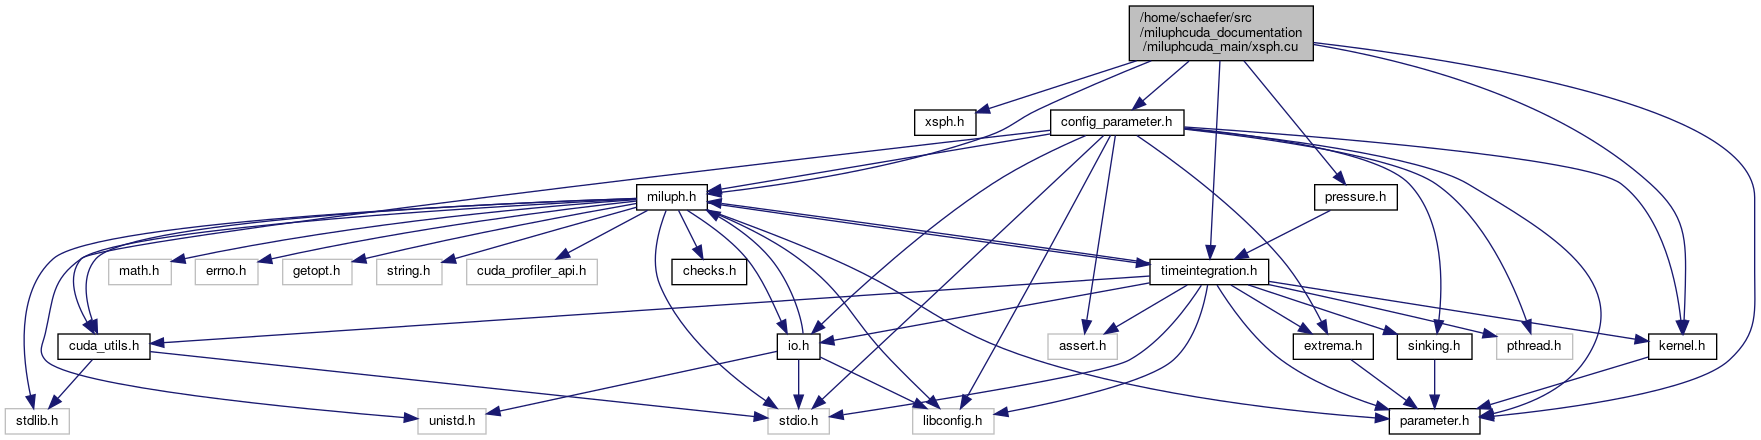 /home/schaefer/src
/miluphcuda_documentation
/miluphcuda_main/xsph.cu
xsph.h
config_parameter.h
miluph.h
pressure.h
math.h
errno.h
getopt.h
string.h
cuda_profiler_api.h
checks.h
timeintegration.h
cuda_utils.h
io.h
assert.h
extrema.h
sinking.h
pthread.h
kernel.h
stdlib.h
unistd.h
stdio.h
libconfig.h
parameter.h